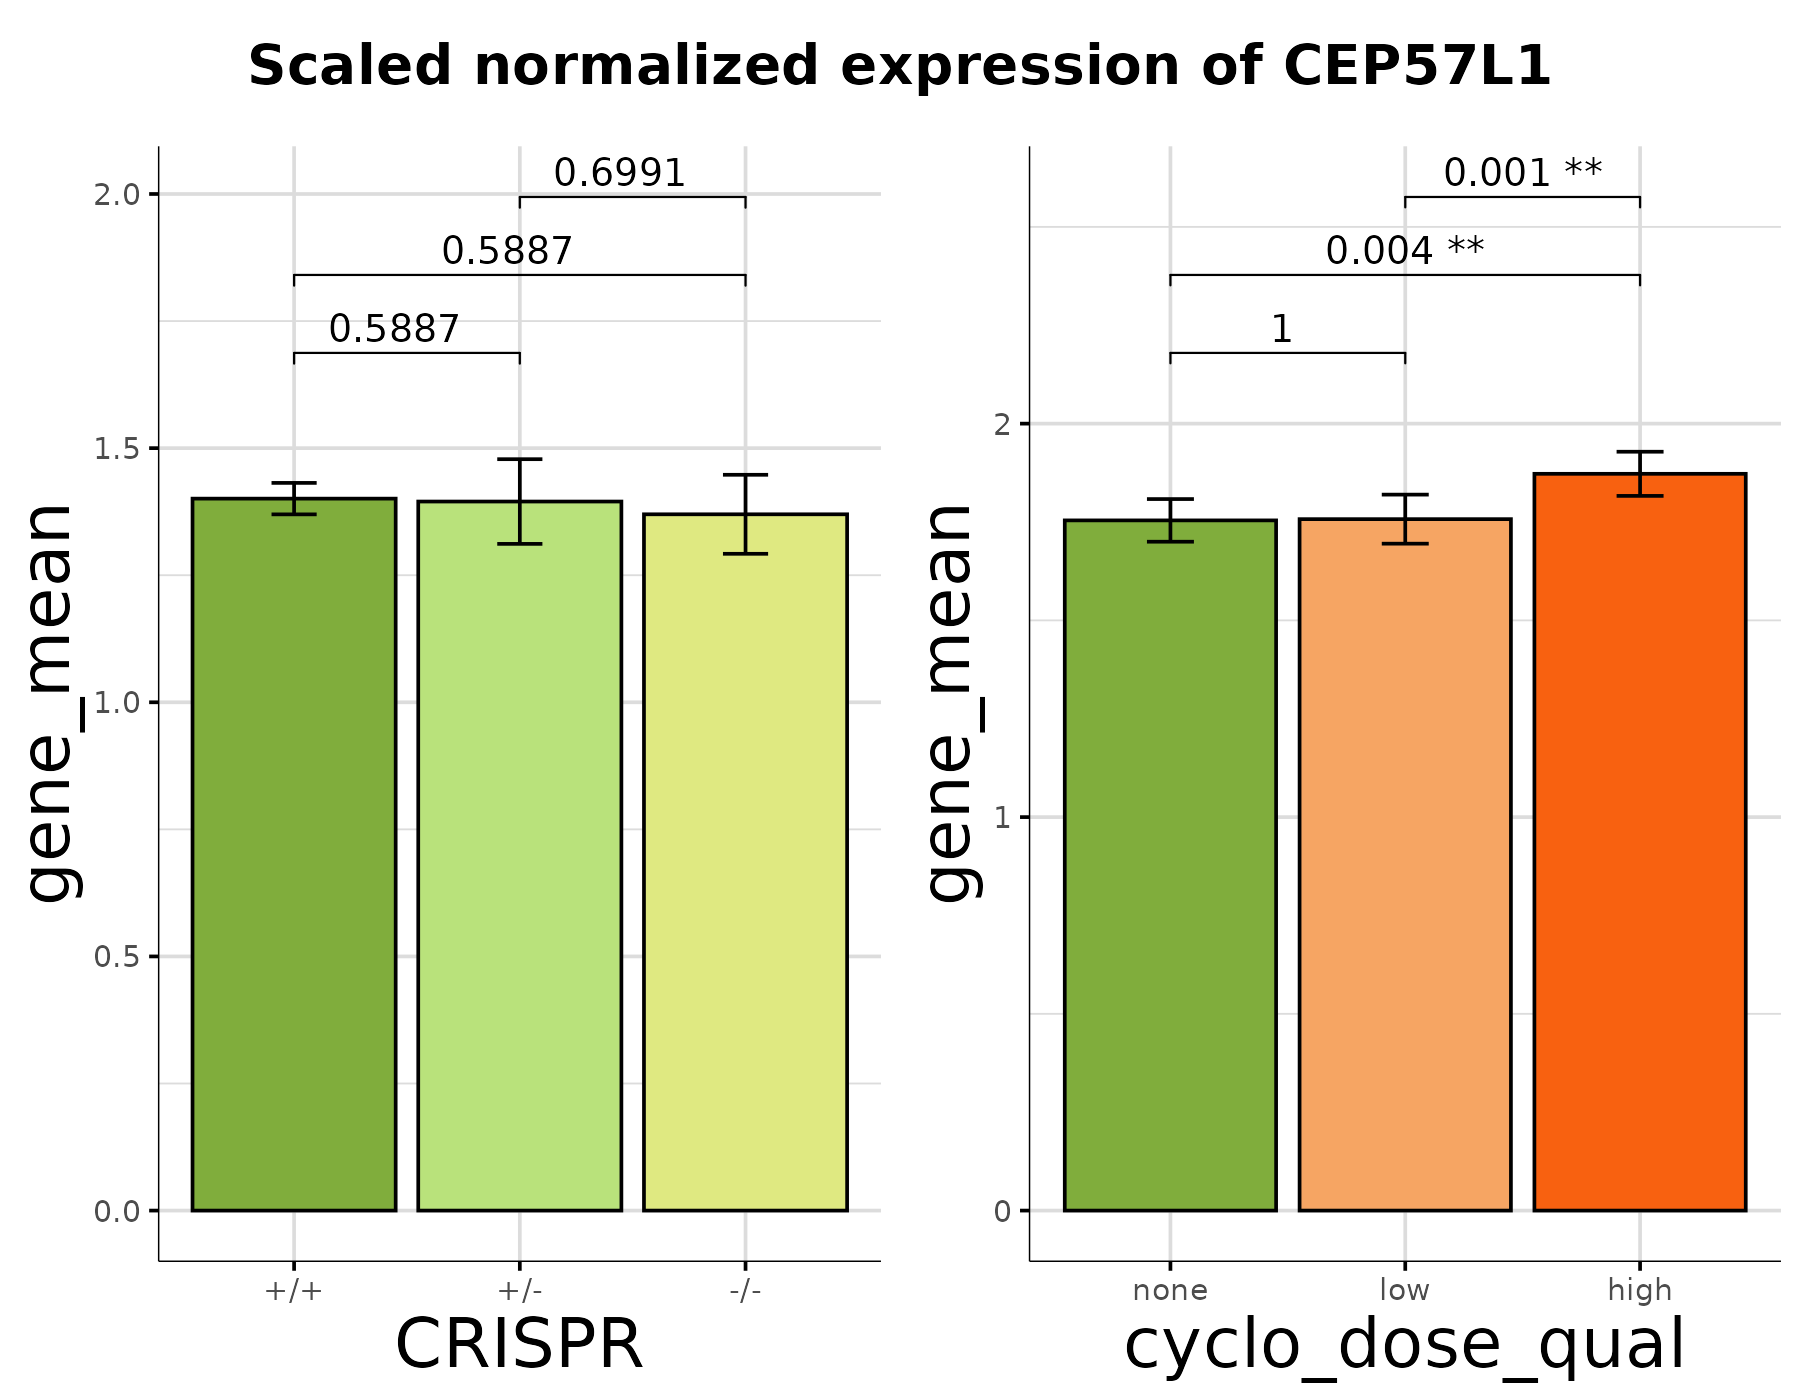 Scaled normalized expression of CEP57L1
gene_mean
2.0
1.5
1.0
0.5
0.0
0.6991
0.5887
0.5887
+/+
+/-
-/-
CRISPR
gene_mean
2
1
0
0.001 **
0.004 **
1
none
low
high
cyclo_dose_qual